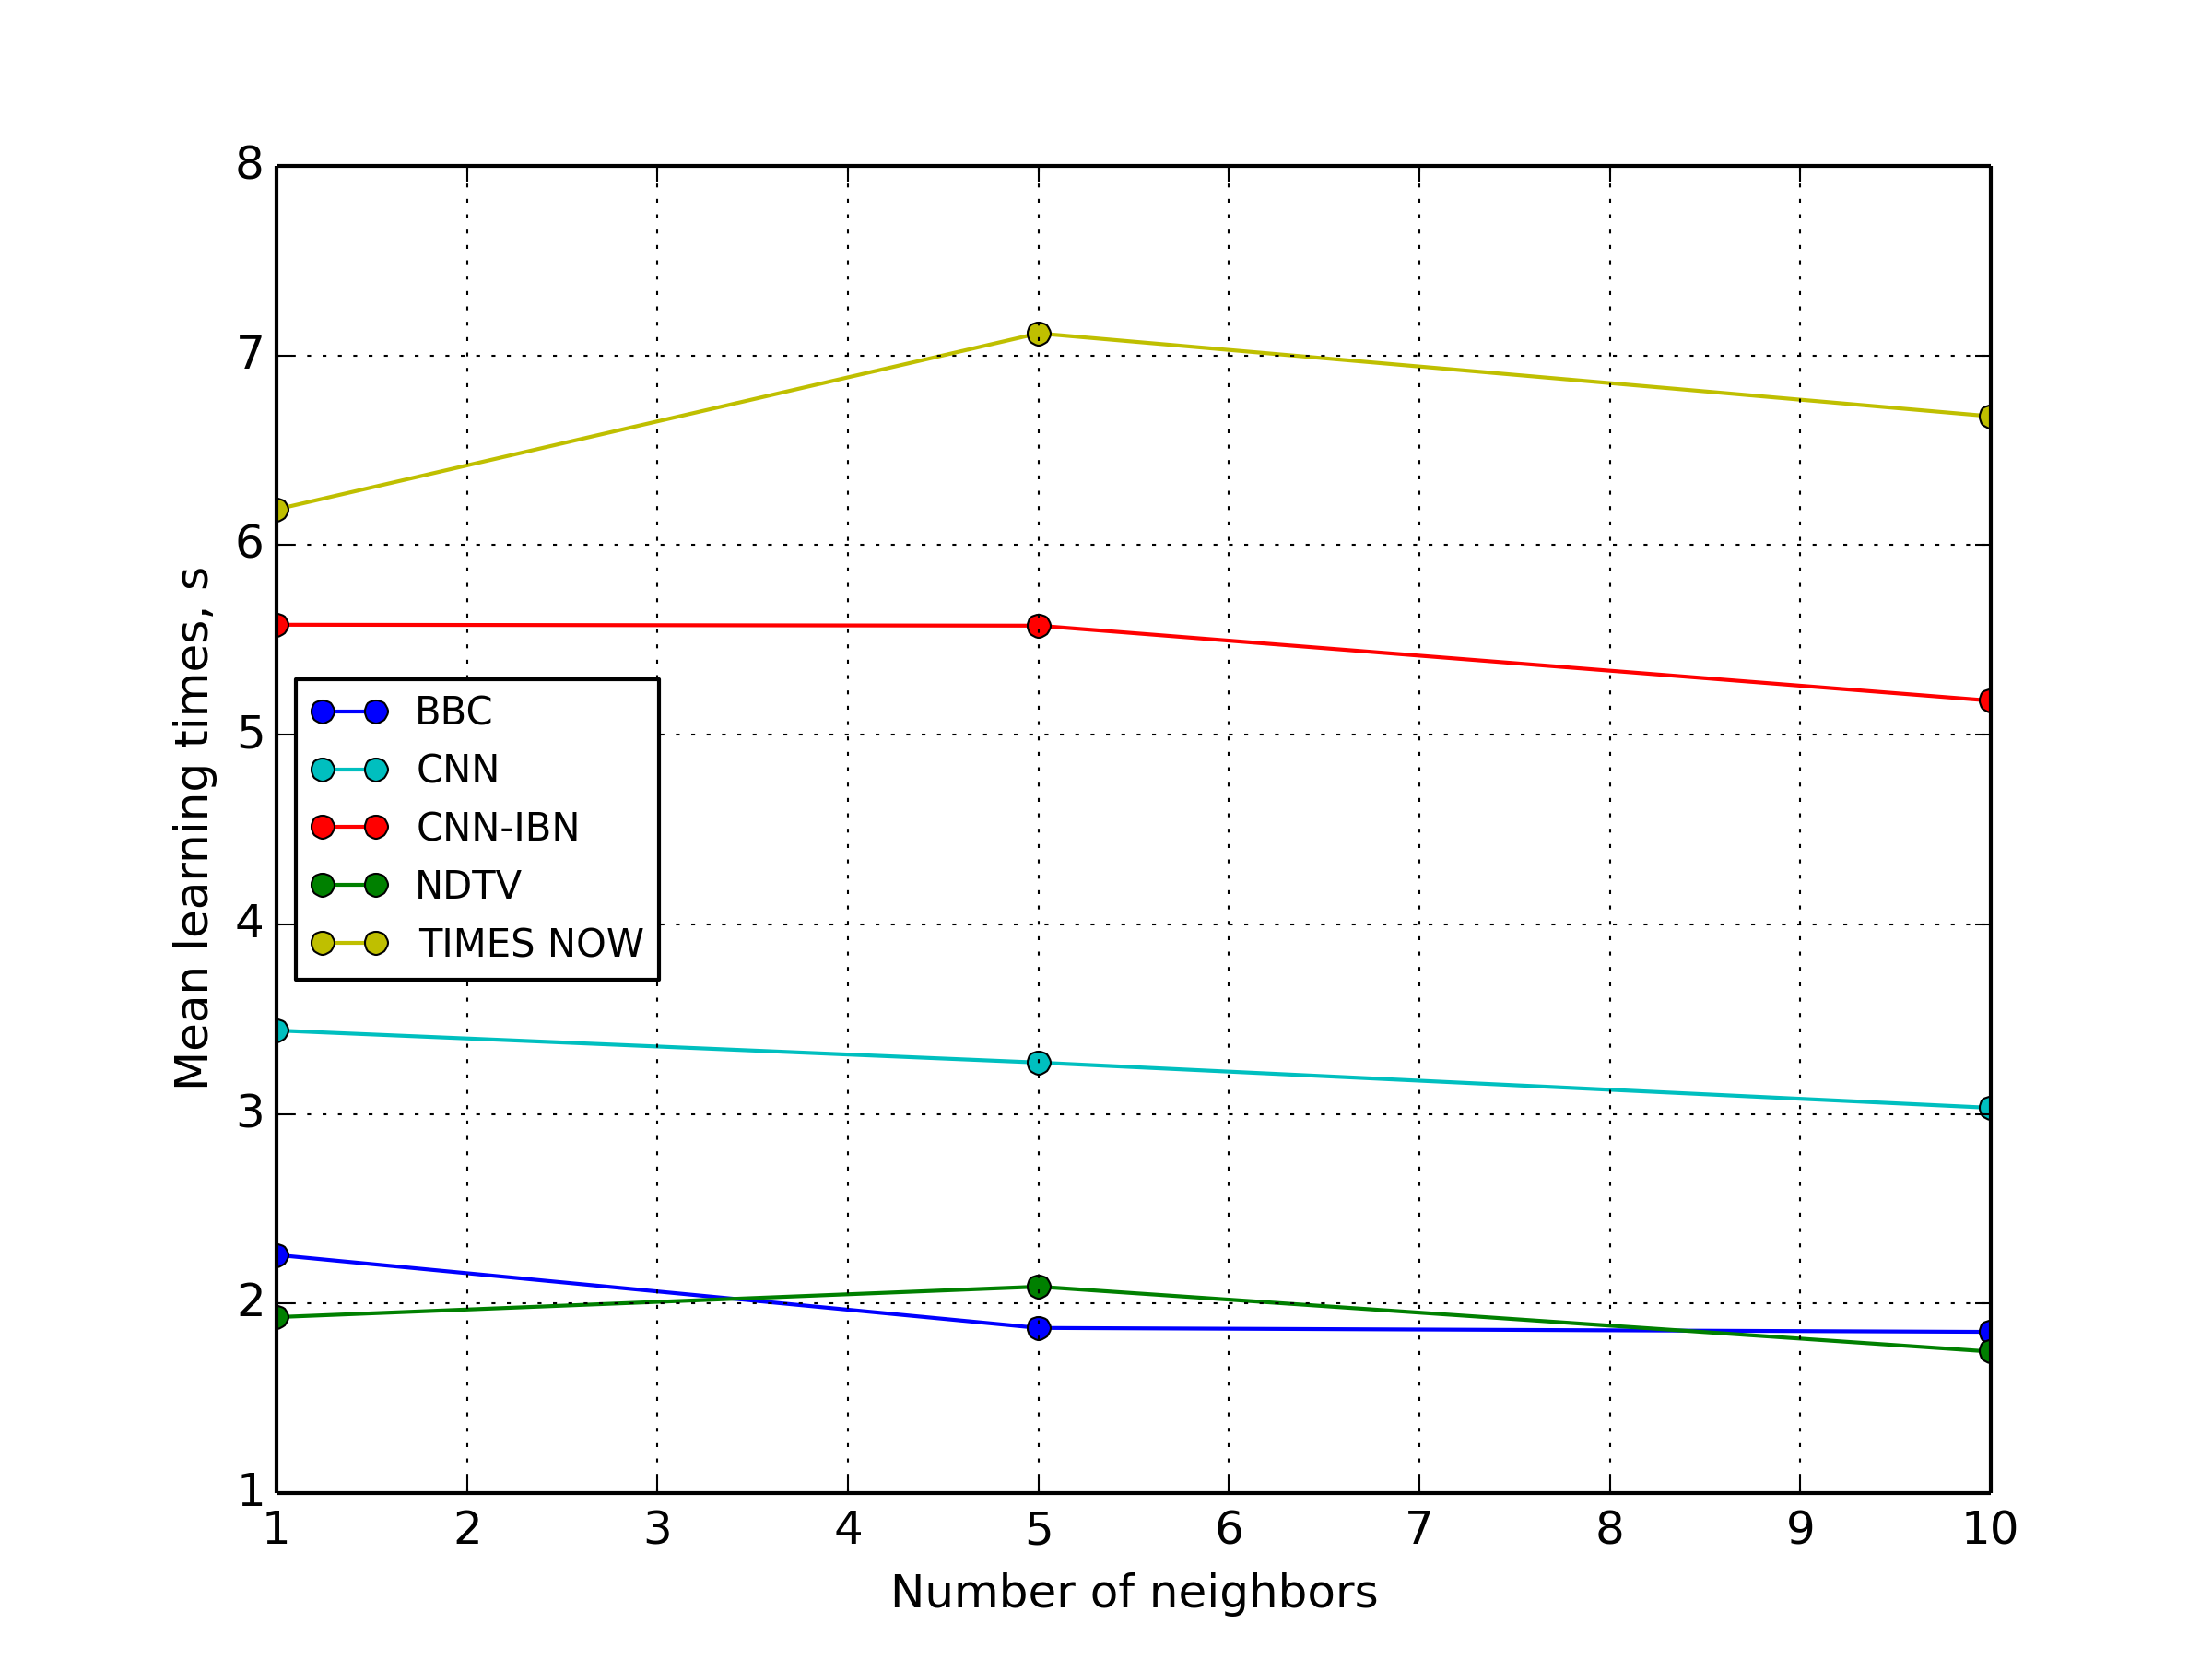 8
7
6
5
4
3
2
1
Mean learning times, s
BBC
CNN
CNN-IBN
NDTV
TIMES NOW
1 2 3 4 5 6 7 8 9 10
Number of neighbors